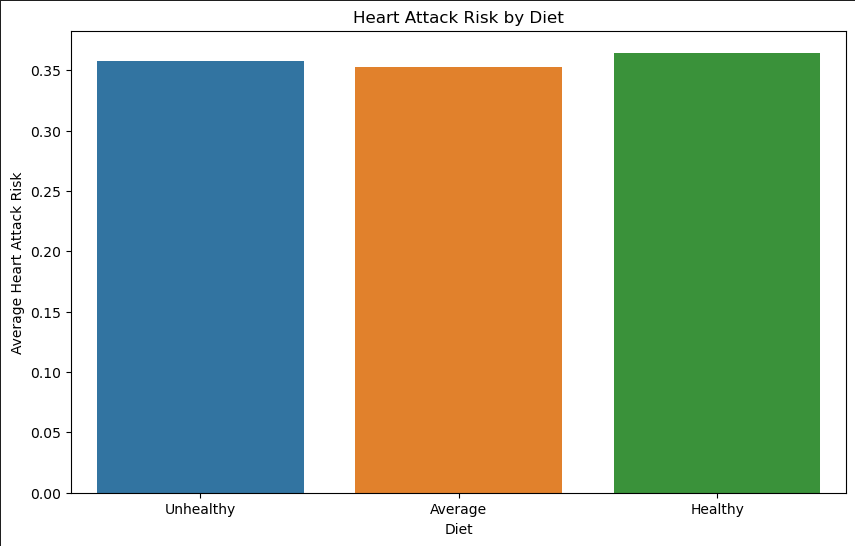 Heart Attack Risk by Diet
Average Heart Attack Risk
0.35
0.30
0.25
0.20
0.15
0.10
0.05
0.00
Unhealthy
Average
Healthy
Diet